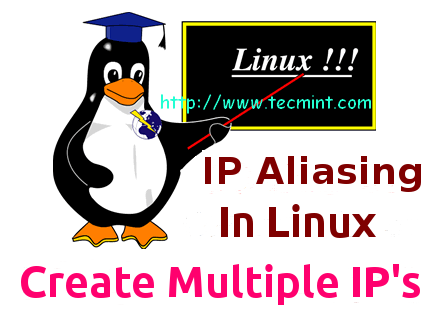 Linux !!!
http://www.tecmint.com
IP Aliasing
In Linux
Create Multiple IP's